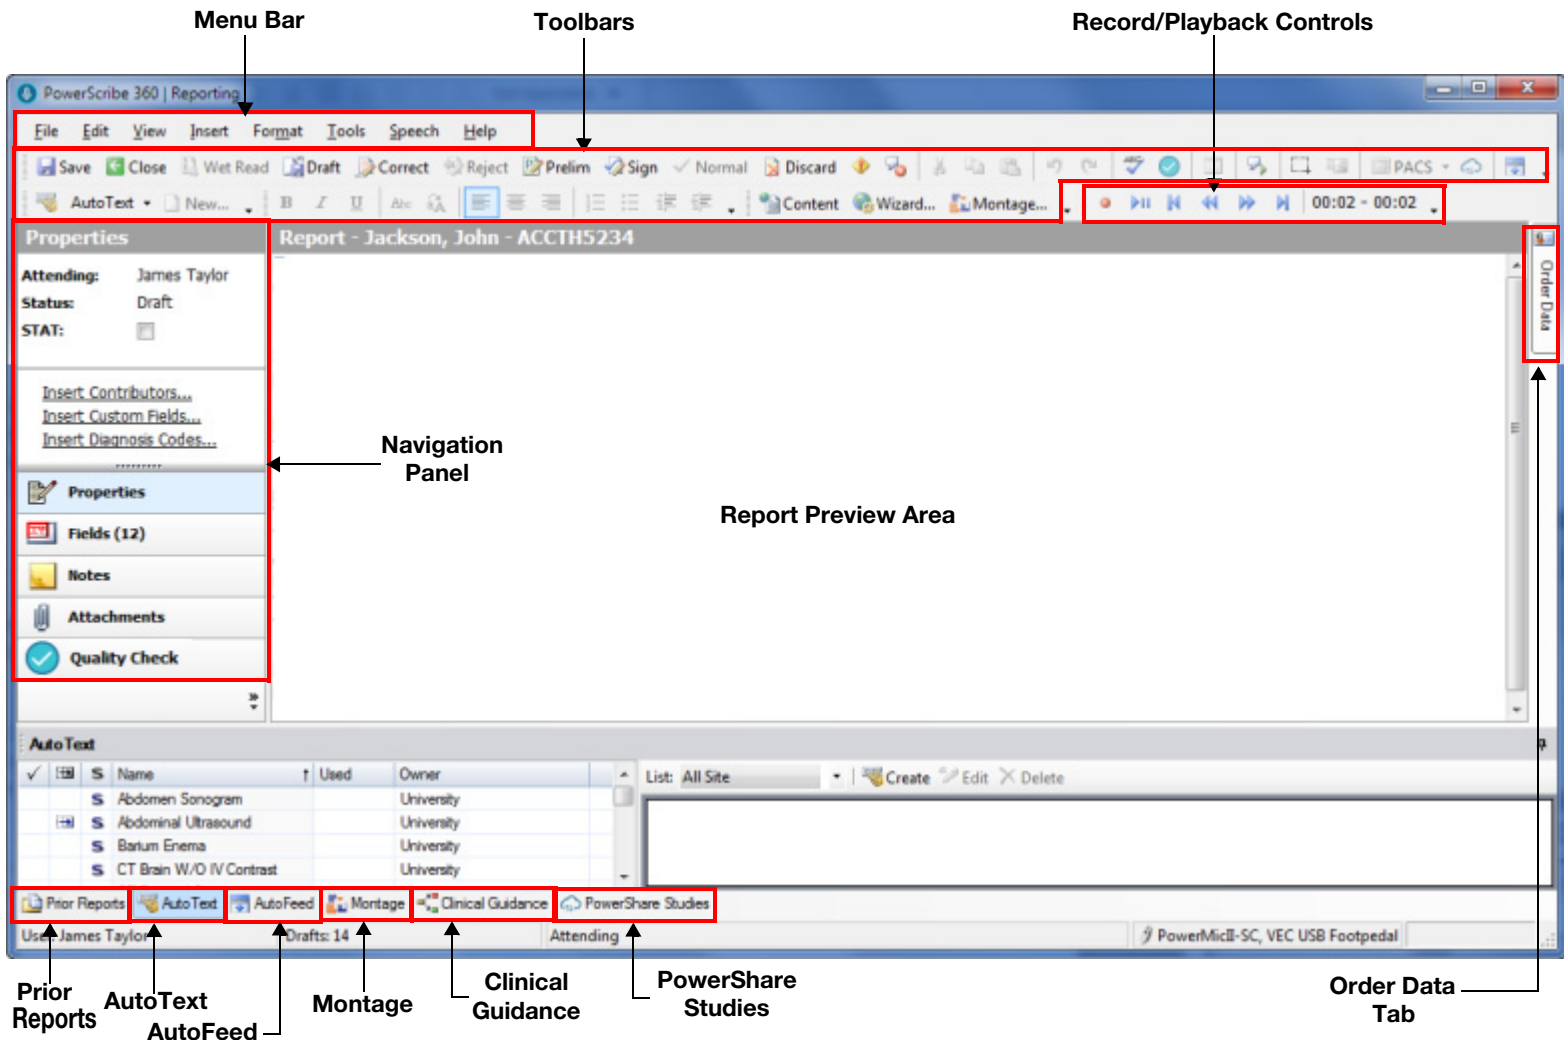 Menu Bar
Toolbars
Record/Playback Controls
PowerScribe 360 | Reporting
File Edit View Insert Format Tools Speech Help
Save Close Wet Read Draft Correct Reject Prelim Sign Normal Discard PACS
AutoText New... B I U Abc Content Wizard... Montage... 00:02 - 00:02
Properties
Report - Jackson, John - ACCTH5234
Order Data
Attending: James Taylor
Status: Draft
STAT:
Insert Contributors...
Insert Custom Fields...
Insert Diagnosis Codes...
Navigation
Panel
Properties
Fields (12)
Notes
Attachments
Quality Check
Report Preview Area
AutoText
S Name Used Owner
S Abdomen Sonogram University
S Abdominal Ultrasound University
S Barium Enema University
S CT Brain W/O IV Contrast University
List: All Site Create Edit Delete
Prior Reports AutoText AutoFeed Montage Clinical Guidance PowerShare Studies
User: James Taylor Drafts: 14 Attending PowerMicII-SC, VEC USB Footpedal
Prior
Reports
AutoText
AutoFeed
Montage
Clinical
Guidance
PowerShare
Studies
Order Data
Tab